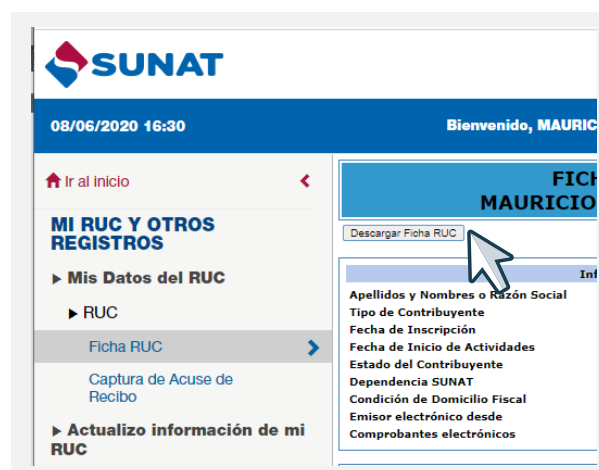 SUNAT
08/06/2020 16:30
Bienvenido, MAURIC
Ir al inicio
MI RUC Y OTROS
REGISTROS
Mis Datos del RUC
RUC
Ficha RUC
Captura de Acuse de
Recibo
Actualizo información de mi
RUC
FICH
MAURICIO
Descargar Ficha RUC
Inf
Apellidos y Nombres o Razón Social
Tipo de Contribuyente
Fecha de Inscripción
Fecha de Inicio de Actividades
Estado del Contribuyente
Dependencia SUNAT
Condición de Domicilio Fiscal
Emisor electrónico desde
Comprobantes electrónicos